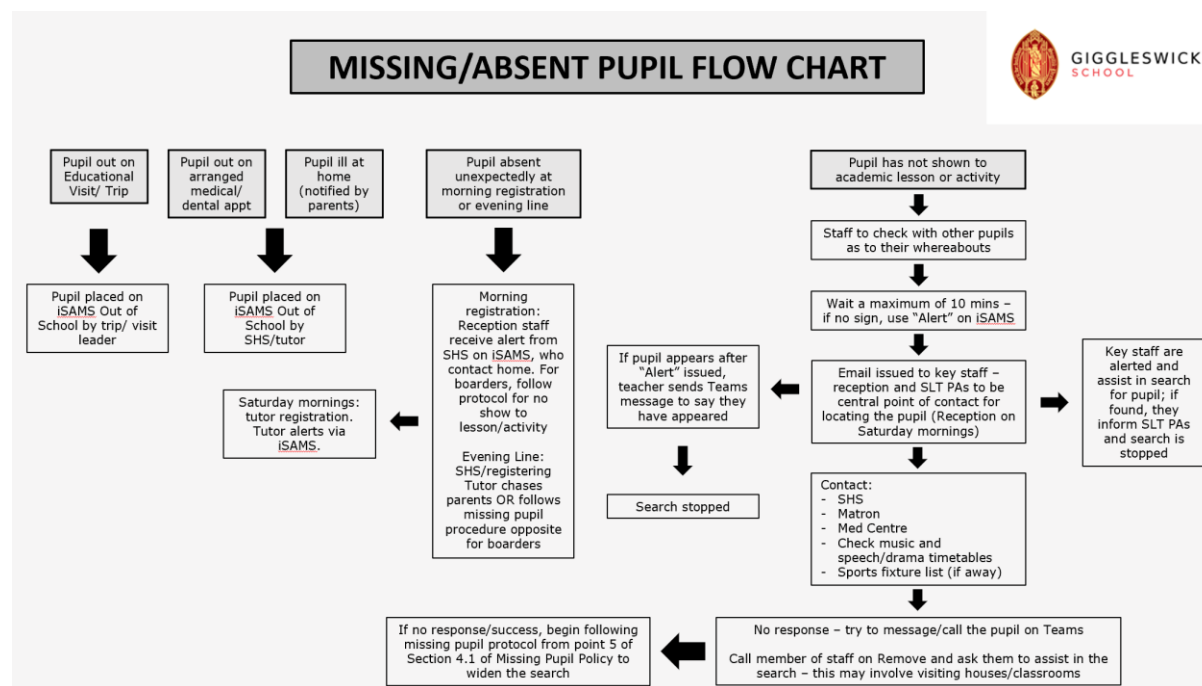 MISSING/ABSENT PUPIL FLOW CHART
GIGGLESWICK
SCHOOL
Pupil out on
Educational
Visit/ Trip
Pupil out on
arranged
medical/
dental appt
Pupil ill at
home
(notified by
parents)
Pupil absent
unexpectedly at
morning registration
or evening line
Pupil has not shown to
academic lesson or activity
Pupil placed on
iSAMS Out of
School by trip/ visit
leader
Pupil placed on
iSAMS Out of
School by
SHS/tutor
Morning
registration:
Reception staff
receive alert from
SHS on iSAMS, who
contact home. For
boarders, follow
protocol for no
show to
lesson/activity
Evening Line:
SHS/registering
Tutor chases
parents OR follows
missing pupil
procedure opposite
for boarders
Saturday mornings:
tutor registration.
Tutor alerts via
iSAMS.
Staff to check with other pupils
as to their whereabouts
Wait a maximum of 10 mins –
if no sign, use “Alert” on iSAMS
Email issued to key staff –
reception and SLT PAs to be
central point of contact for
locating the pupil (Reception on
Saturday mornings)
If pupil appears after
“Alert” issued,
teacher sends Teams
message to say they
have appeared
Search stopped
Key staff are
alerted and
assist in search
for pupil; if
found, they
inform SLT PAs
and search is
stopped
Contact:
- SHS
- Matron
- Med Centre
- Check music and
speech/drama timetables
- Sports fixture list (if away)
No response – try to message/call the pupil on Teams
Call member of staff on Remove and ask them to assist in the
search – this may involve visiting houses/classrooms
If no response/success, begin following
missing pupil protocol from point 5 of
Section 4.1 of Missing Pupil Policy to
widen the search